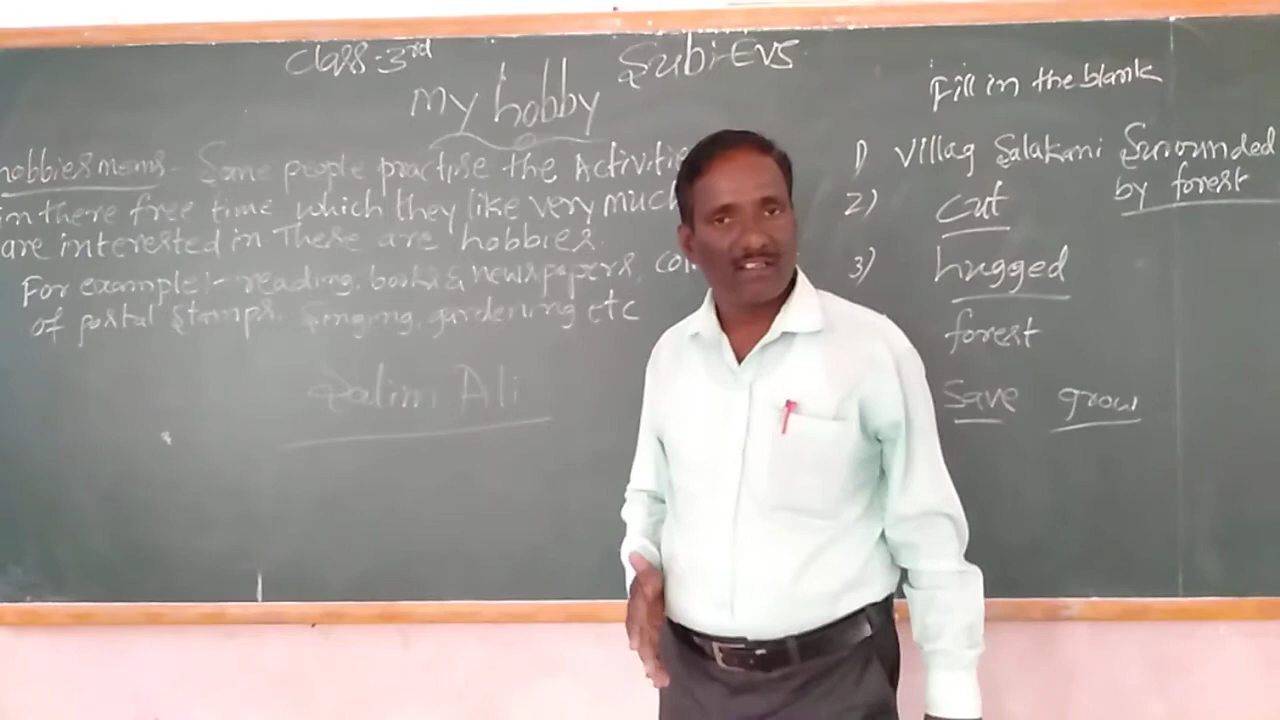 Class-3rd Sub:-EVS
My hobby
hobbies means - Some people practise the Activitie
in there free time which they like very much
are interested in These are hobbies.
For example:- reading, books & newspapers, col
of postal stamps, Singing, gardening etc
Salim Ali
Fill in the blank
1) Villag Salakani Surounded
by forest
2) cut
3) hugged
forest
Save grow